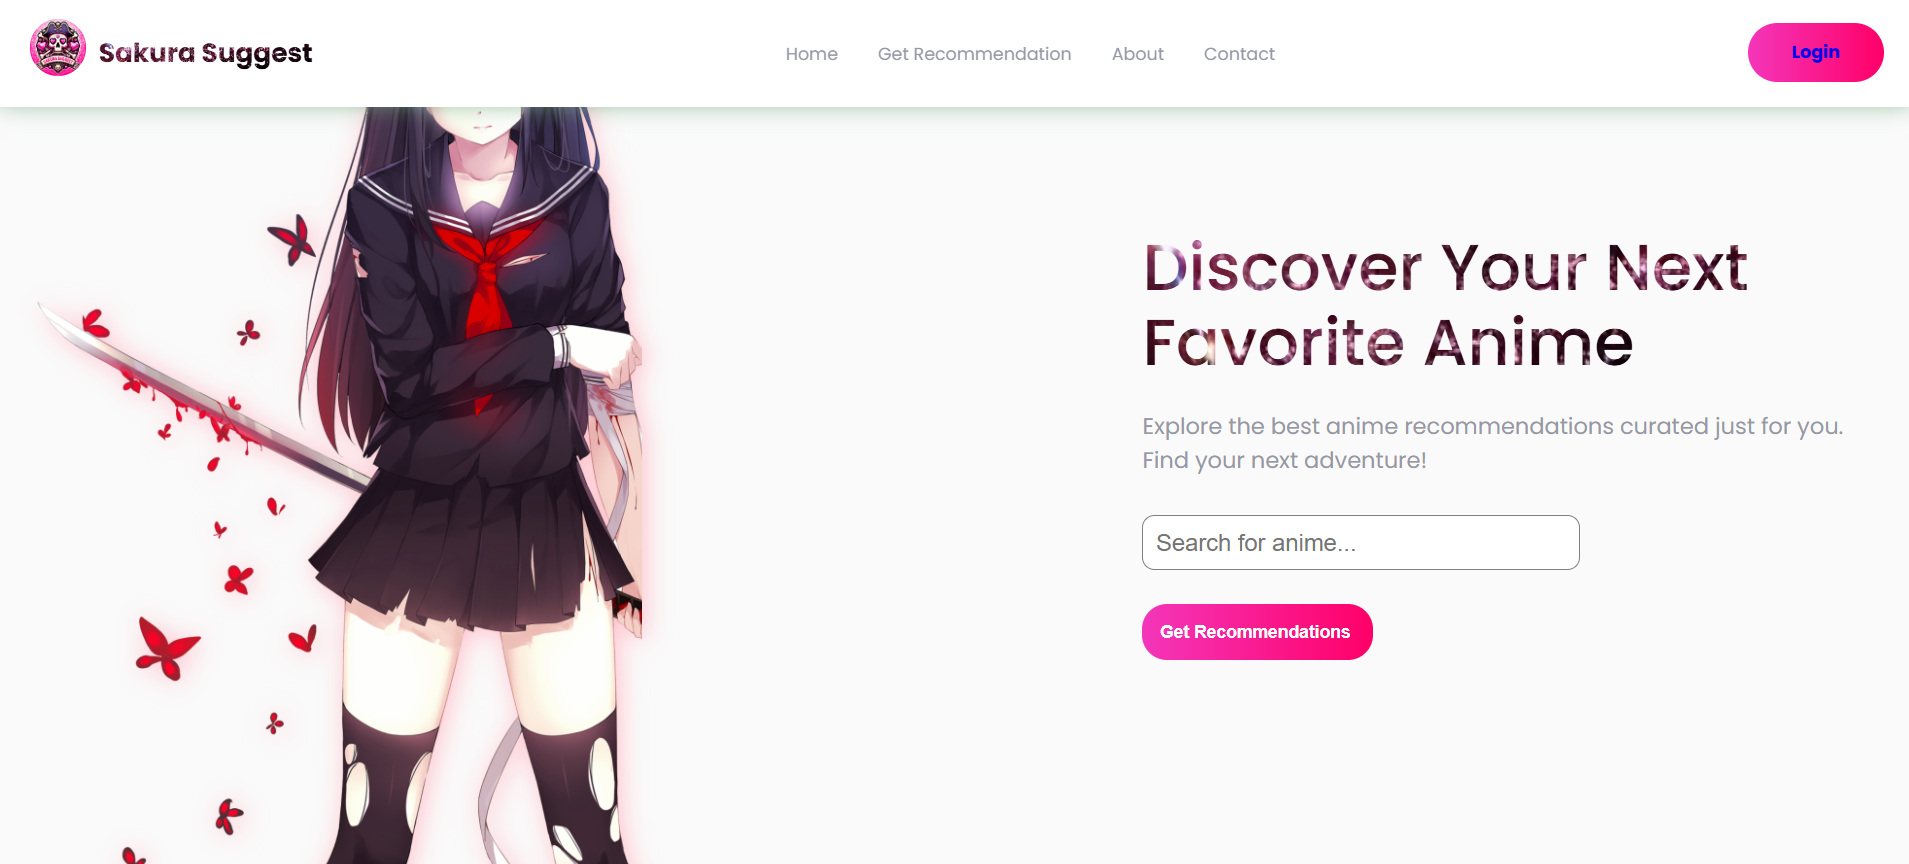 Sakura Suggest
Home
Get Recommendation
About
Contact
Login
Discover Your Next
Favorite Anime
Explore the best anime recommendations curated just for you.
Find your next adventure!
Search for anime...
Get Recommendations